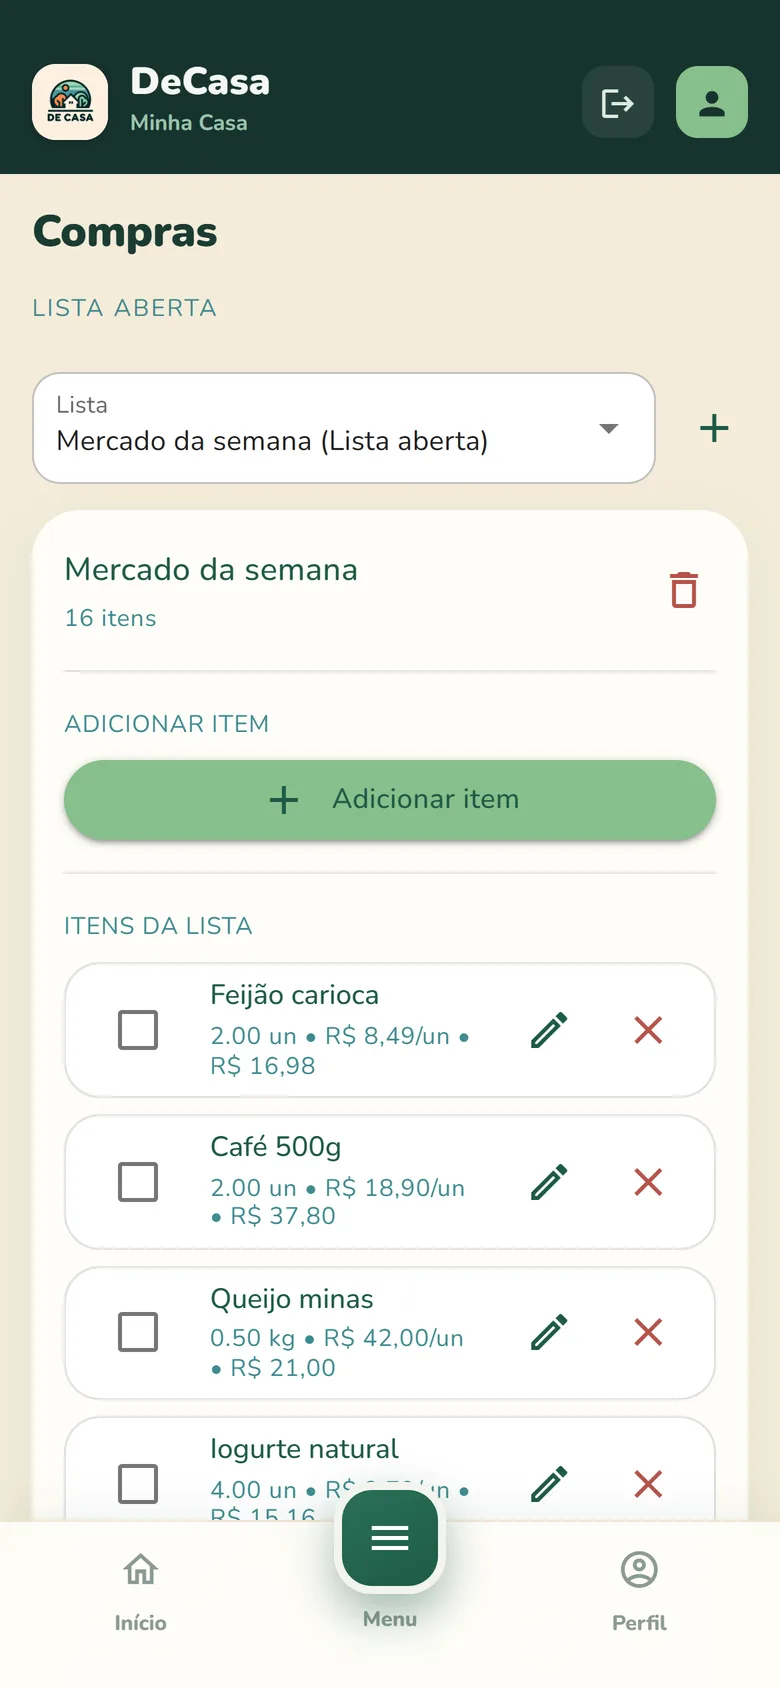 DE CASA
DeCasa
Minha Casa
Compras
LISTA ABERTA
Lista
Mercado da semana (Lista aberta)
Mercado da semana
16 itens
ADICIONAR ITEM
Adicionar item
ITENS DA LISTA
Feijão carioca
2.00 un • R$ 8,49/un •
R$ 16,98
Café 500g
2.00 un • R$ 18,90/un
• R$ 37,80
Queijo minas
0.50 kg • R$ 42,00/un
• R$ 21,00
Iogurte natural
4.00 un •
R$ 15,16
Início
Menu
Perfil